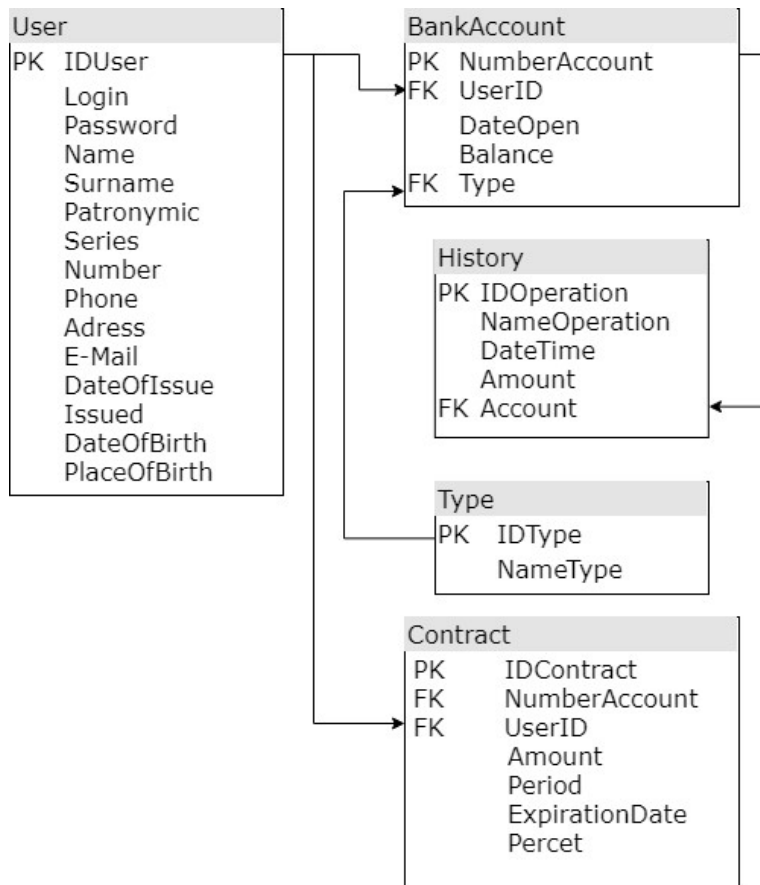 User
PK IDUser
Login
Password
Name
Surname
Patronymic
Series
Number
Phone
Adress
E-Mail
DateOfIssue
Issued
DateOfBirth
PlaceOfBirth
BankAccount
PK NumberAccount
FK UserID
DateOpen
Balance
FK Type
History
PK IDOperation
NameOperation
DateTime
Amount
FK Account
Type
PK IDType
NameType
Contract
PK IDContract
FK NumberAccount
FK UserID
Amount
Period
ExpirationDate
Percet